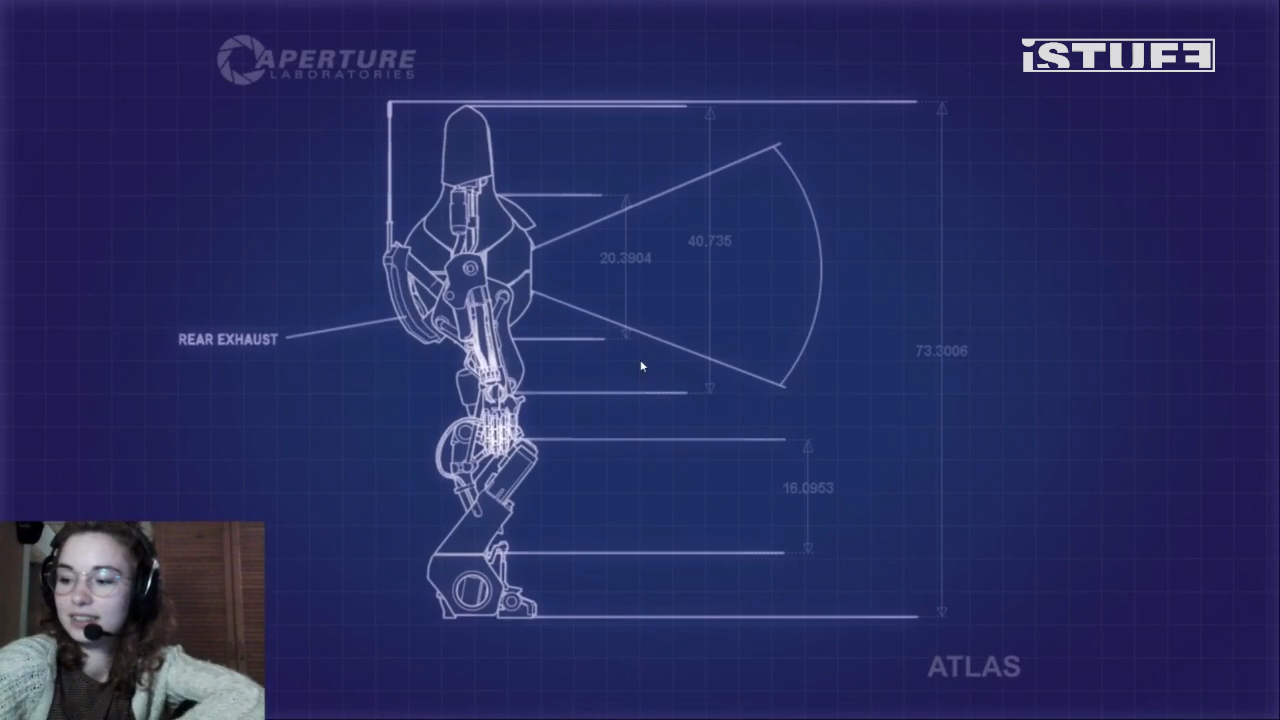 APERTURE
LABORATORIES
iSTUFF
40.735
20.3904
REAR EXHAUST
73.3006
16.0953
ATLAS